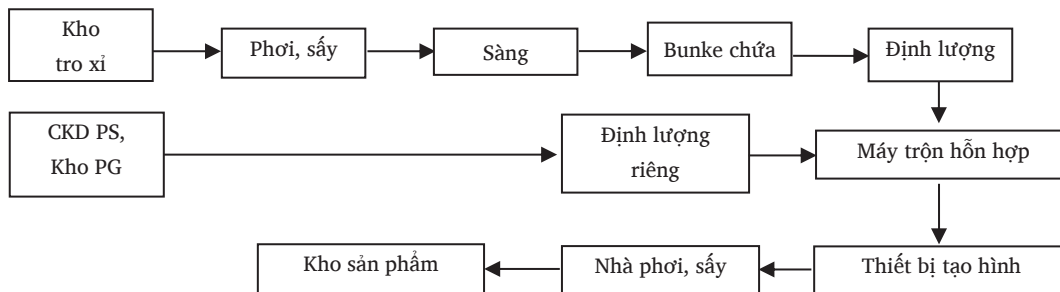 Kho
tro xỉ
Phơi, sấy
Sàng
Bunke chứa
Định lượng
CKD PS,
Kho PG
Định lượng
riêng
Máy trộn hỗn hợp
Kho sản phẩm
Nhà phơi, sấy
Thiết bị tạo hình